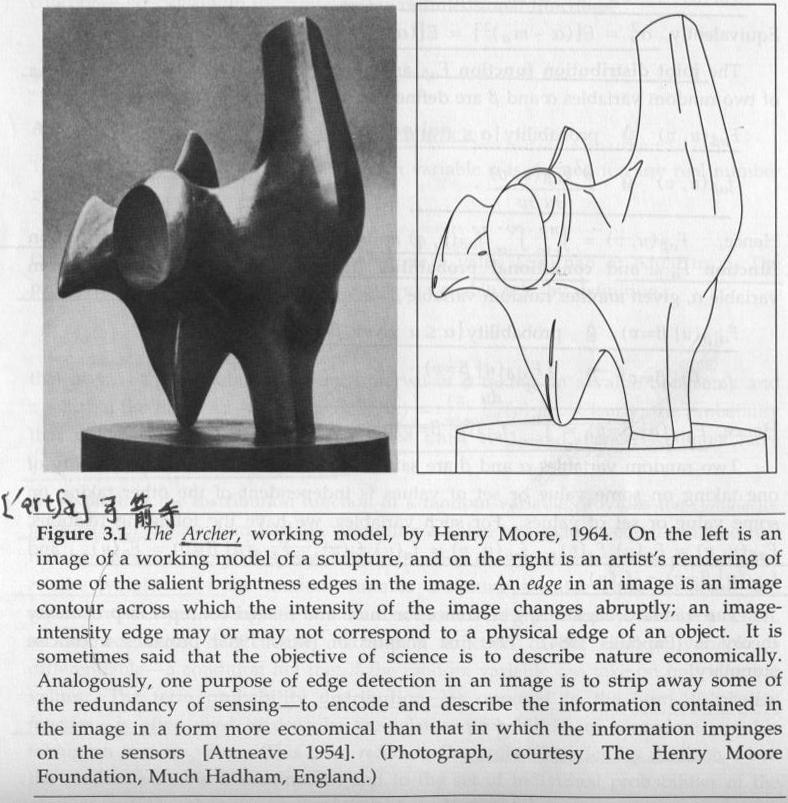 ['artʃə] 弓箭手
Figure 3.1 The Archer, working model, by Henry Moore, 1964. On the left is an
image of a working model of a sculpture, and on the right is an artist's rendering of
some of the salient brightness edges in the image. An edge in an image is an image
contour across which the intensity of the image changes abruptly; an image-
intensity edge may or may not correspond to a physical edge of an object. It is
sometimes said that the objective of science is to describe nature economically.
Analogously, one purpose of edge detection in an image is to strip away some of
the redundancy of sensing—to encode and describe the information contained in
the image in a form more economical than that in which the information impinges
on the sensors [Attneave 1954]. (Photograph, courtesy The Henry Moore
Foundation, Much Hadham, England.)